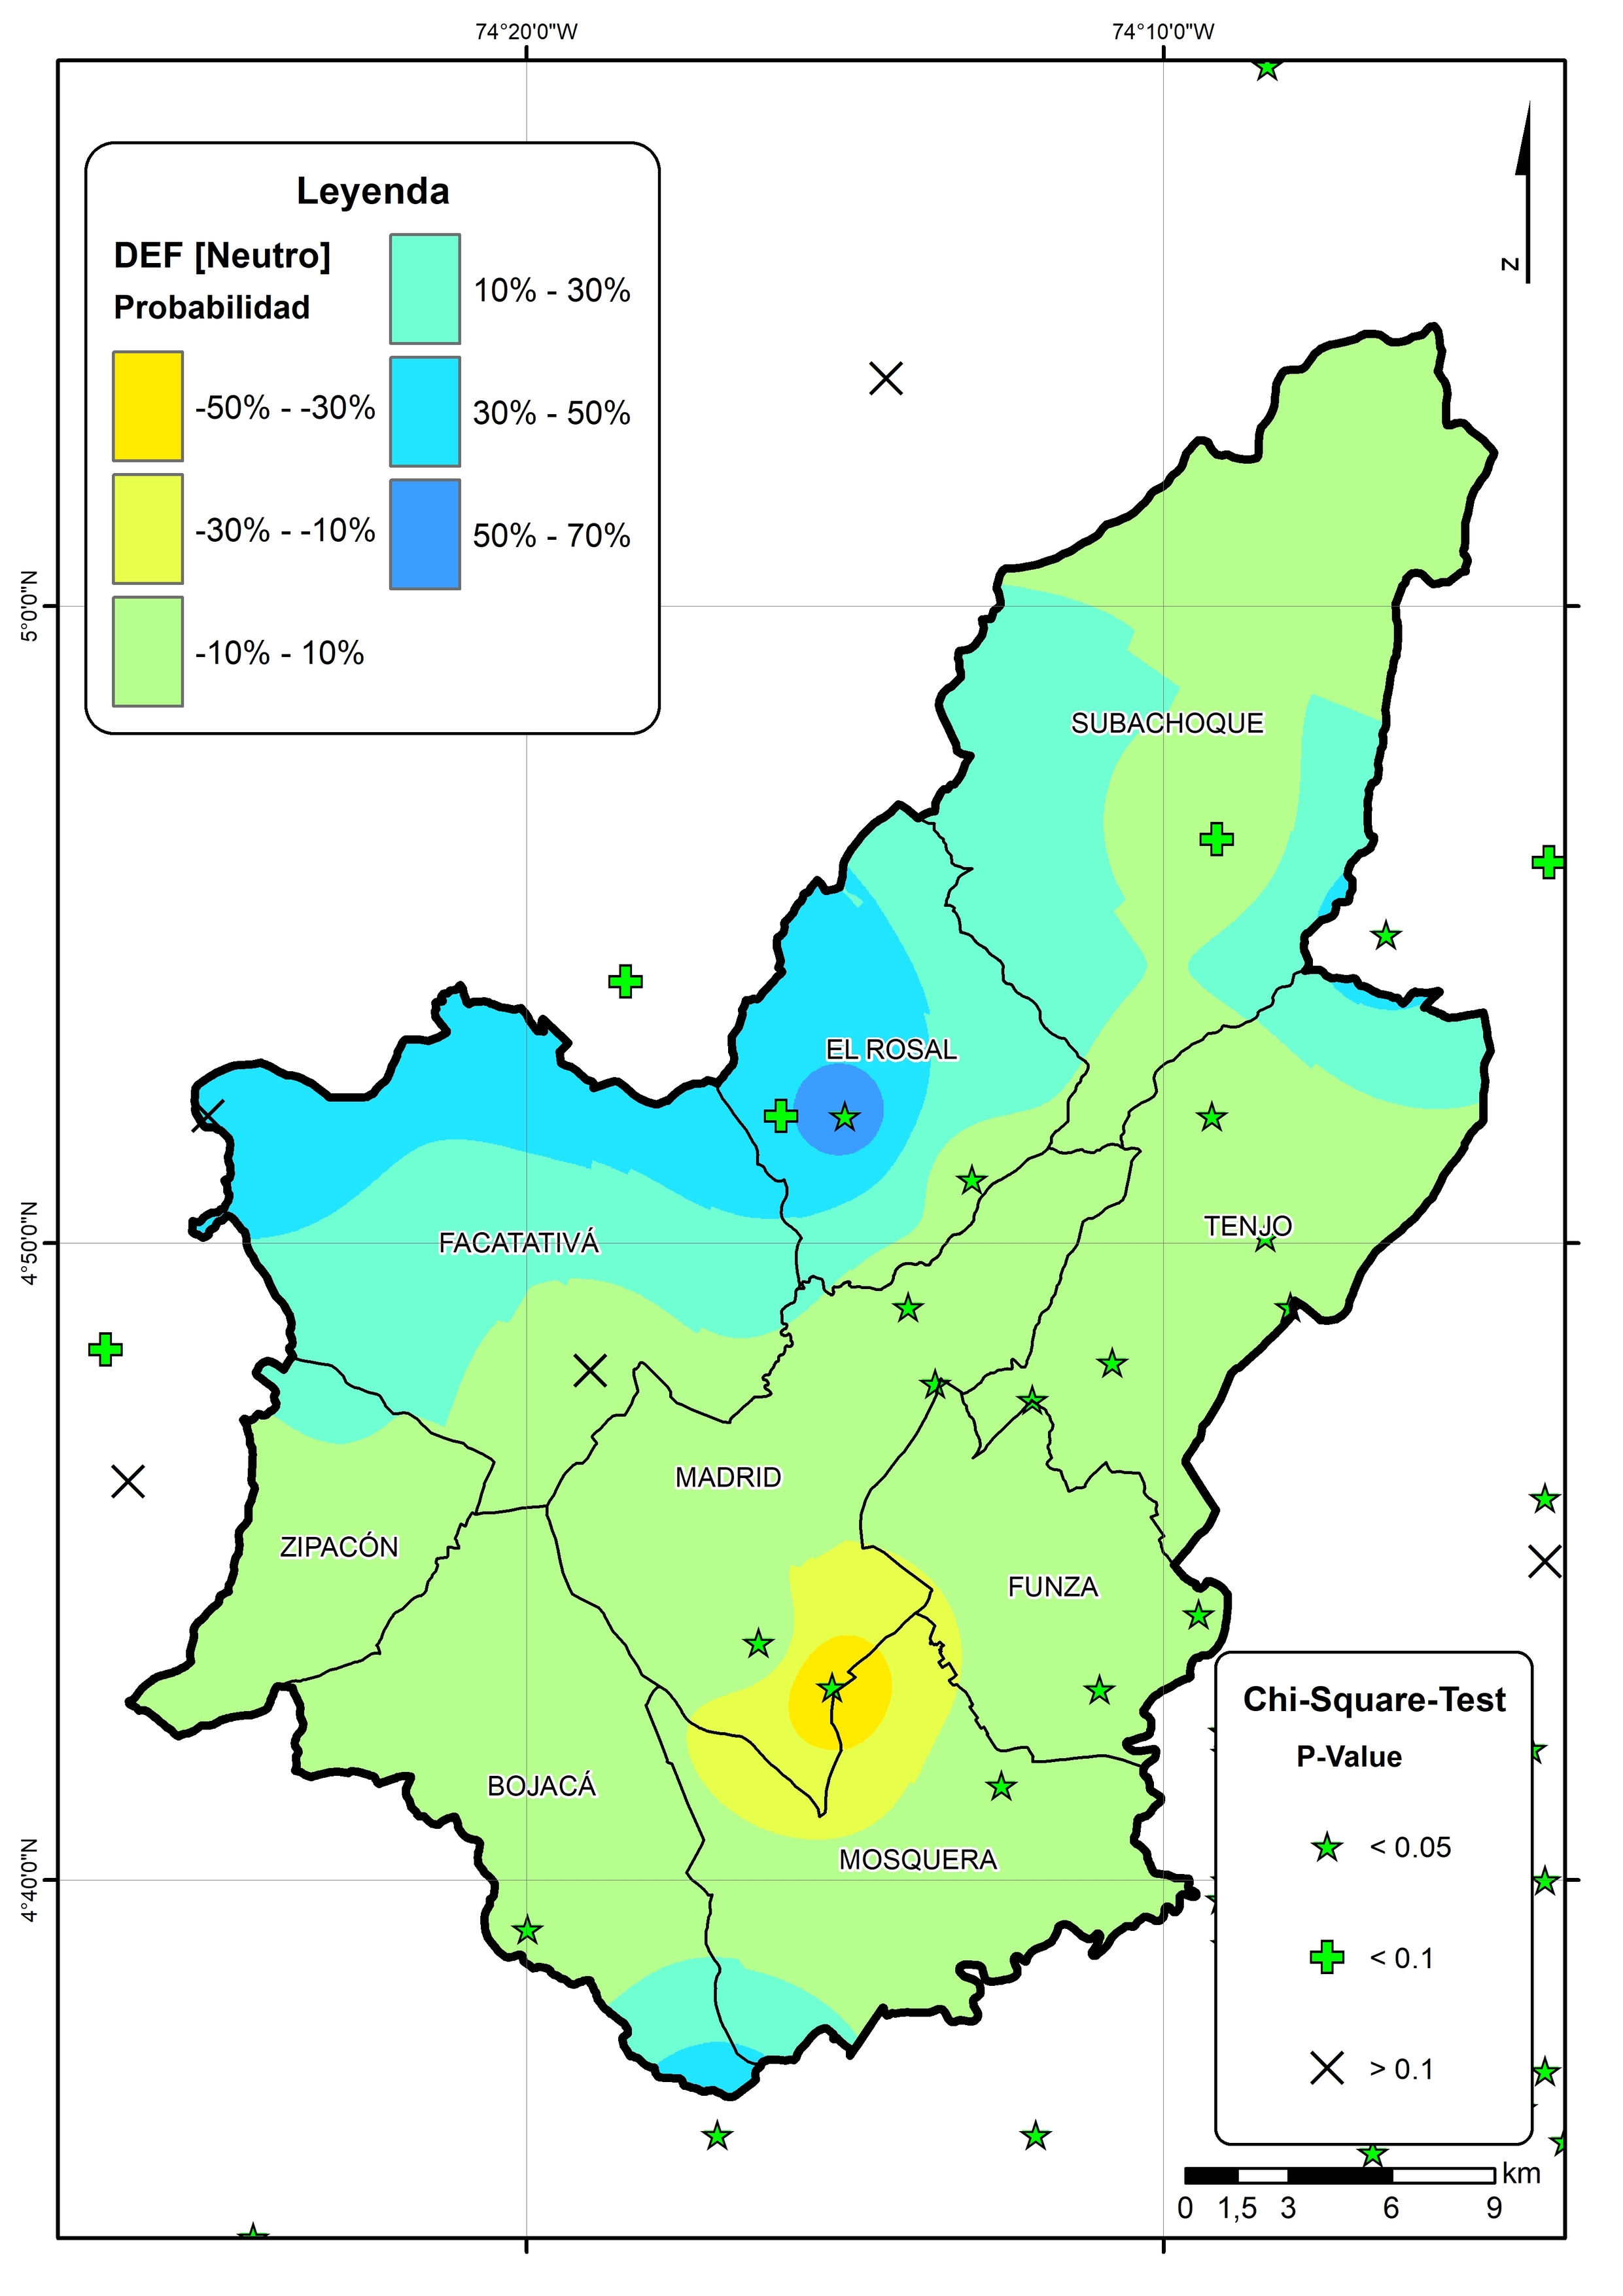 74°20'0"W
74°10'0"W
Leyenda
DEF [Neutro]
Probabilidad
-50% - -30%
-30% - -10%
-10% - 10%
10% - 30%
30% - 50%
50% - 70%
N
5°0'0"N
SUBACHOQUE
EL ROSAL
TENJO
4°50'0"N
FACATATIVÁ
MADRID
ZIPACÓN
FUNZA
BOJACÁ
MOSQUERA
4°40'0"N
Chi-Square-Test
P-Value
< 0.05
< 0.1
> 0.1
km
0 1,5 3 6 9